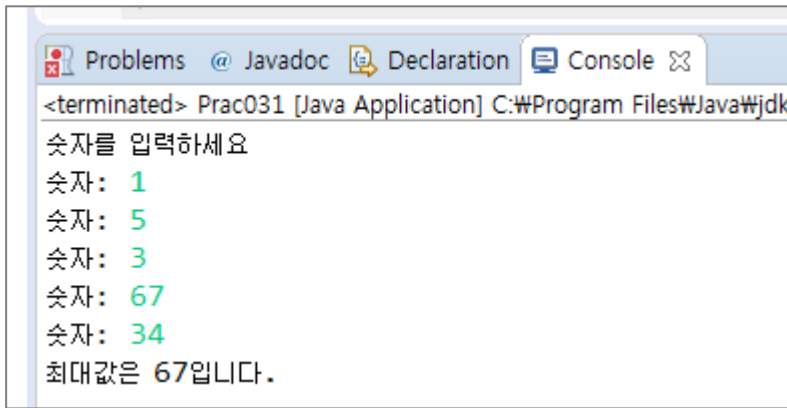 Problems @ Javadoc Declaration Console
<terminated> Prac031 [Java Application] C:₩Program Files₩Java₩jdk
숫자를 입력하세요
숫자: 1
숫자: 5
숫자: 3
숫자: 67
숫자: 34
최대값은 67입니다.